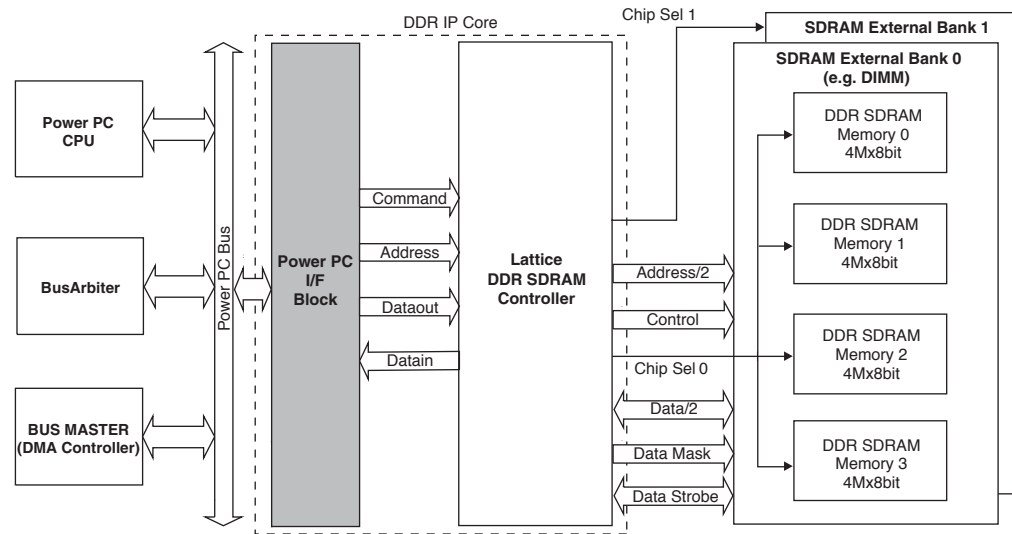 DDR IP Core
Chip Sel 1
SDRAM External Bank 1
SDRAM External Bank 0
(e.g. DIMM)
Power PC
CPU
BusArbiter
BUS MASTER
(DMA Controller)
Power PC Bus
Power PC
I/F
Block
Command
Address
Dataout
Datain
Lattice
DDR SDRAM
Controller
Address/2
Control
Chip Sel 0
Data/2
Data Mask
Data Strobe
DDR SDRAM
Memory 0
4Mx8bit
DDR SDRAM
Memory 1
4Mx8bit
DDR SDRAM
Memory 2
4Mx8bit
DDR SDRAM
Memory 3
4Mx8bit